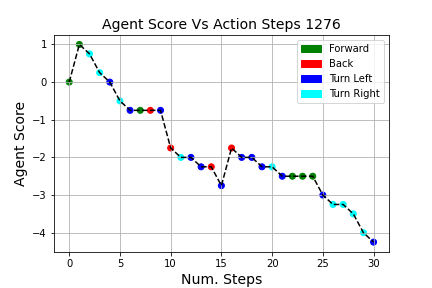 Agent Score Vs Action Steps 1276
Forward
Back
Turn Left
Turn Right
Agent Score
1
0
−1
−2
−3
−4
0 5 10 15 20 25 30
Num. Steps